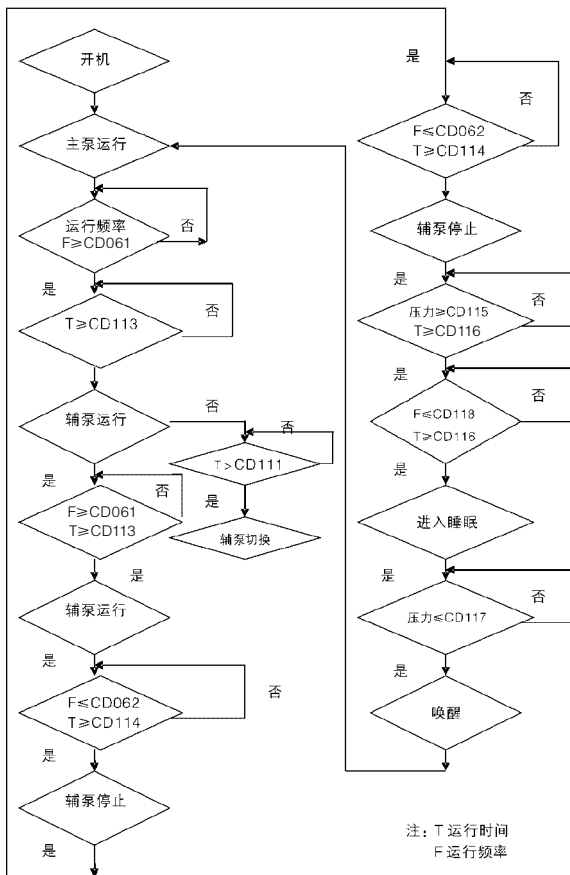 开机
主泵运行
运行频率
F≥CD061
否
是
T≥CD113
否
辅泵运行
否
否
T>CD111
是
辅泵切换
是
F≥CD061
T≥CD113
否
是
辅泵运行
是
F≤CD062
T≥CD114
否
是
辅泵停止
是
是
F≤CD062
T≥CD114
否
辅泵停止
是
压力≥CD115
T≥CD116
否
是
F≤CD118
T≥CD116
否
是
进入睡眠
是
压力≤CD117
否
是
唤醒
注：T 运行时间
F 运行频率